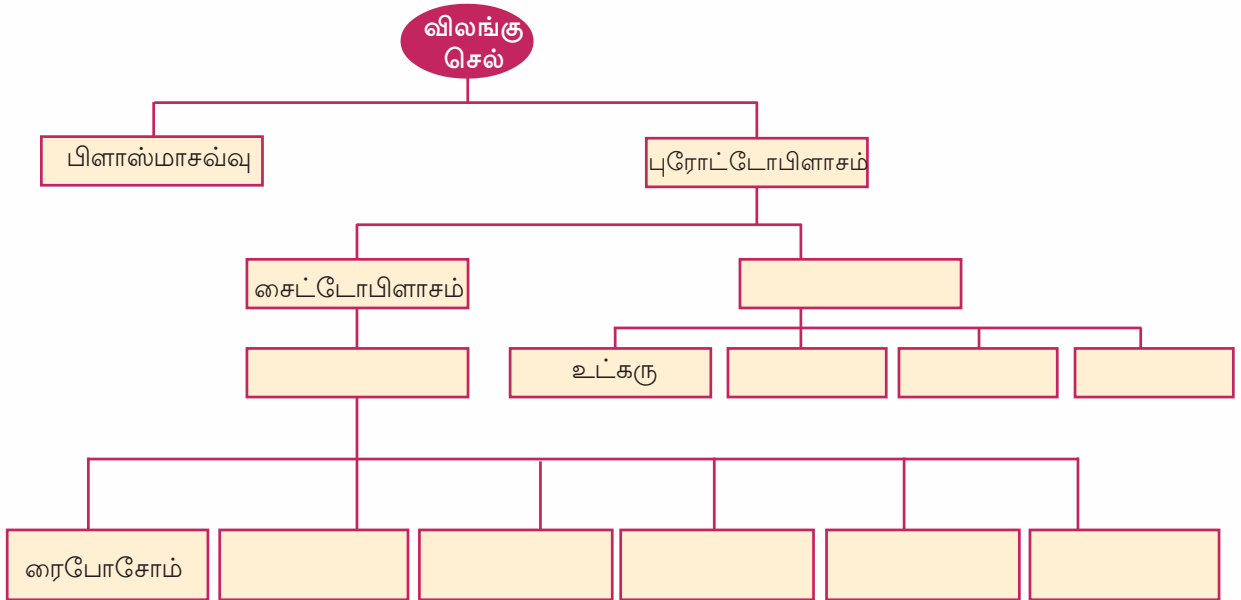 விலங்கு
செல்
பிளாஸ்மாசவ்வு
புரோட்டோபிளாசம்
சைட்டோபிளாசம்
உட்கரு
ரைபோசோம்